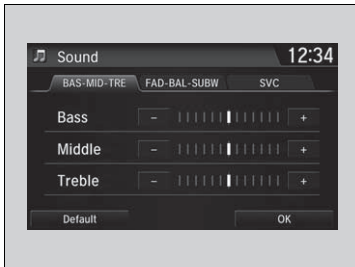 Sound 12:34
BAS-MID-TRE FAD-BAL-SUBW SVC
Bass - +
Middle - +
Treble - +
Default OK